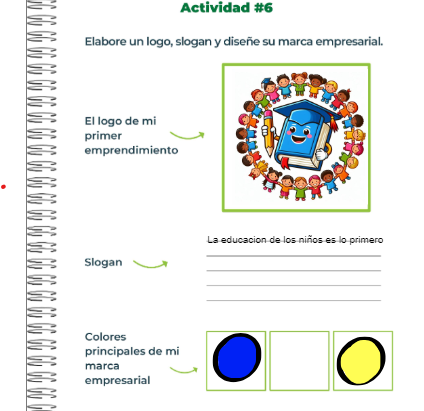 Actividad #6
Elabore un logo, slogan y diseñe su marca empresarial.
El logo de mi
primer
emprendimiento
La educacion de los niños es lo primero
Slogan
Colores
principales de mi
marca
empresarial